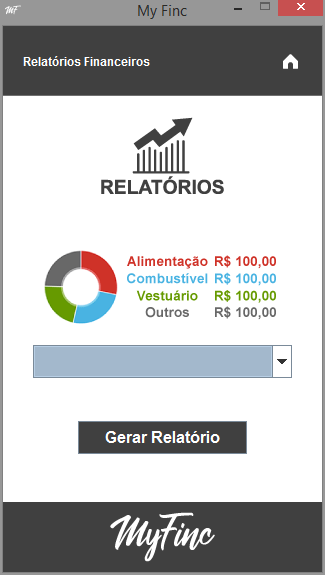 MyFinc
My Finc
Relatórios Financeiros
RELATÓRIOS
Alimentação R$ 100,00
Combustível R$ 100,00
Vestuário R$ 100,00
Outros R$ 100,00
Gerar Relatório
MyFinc